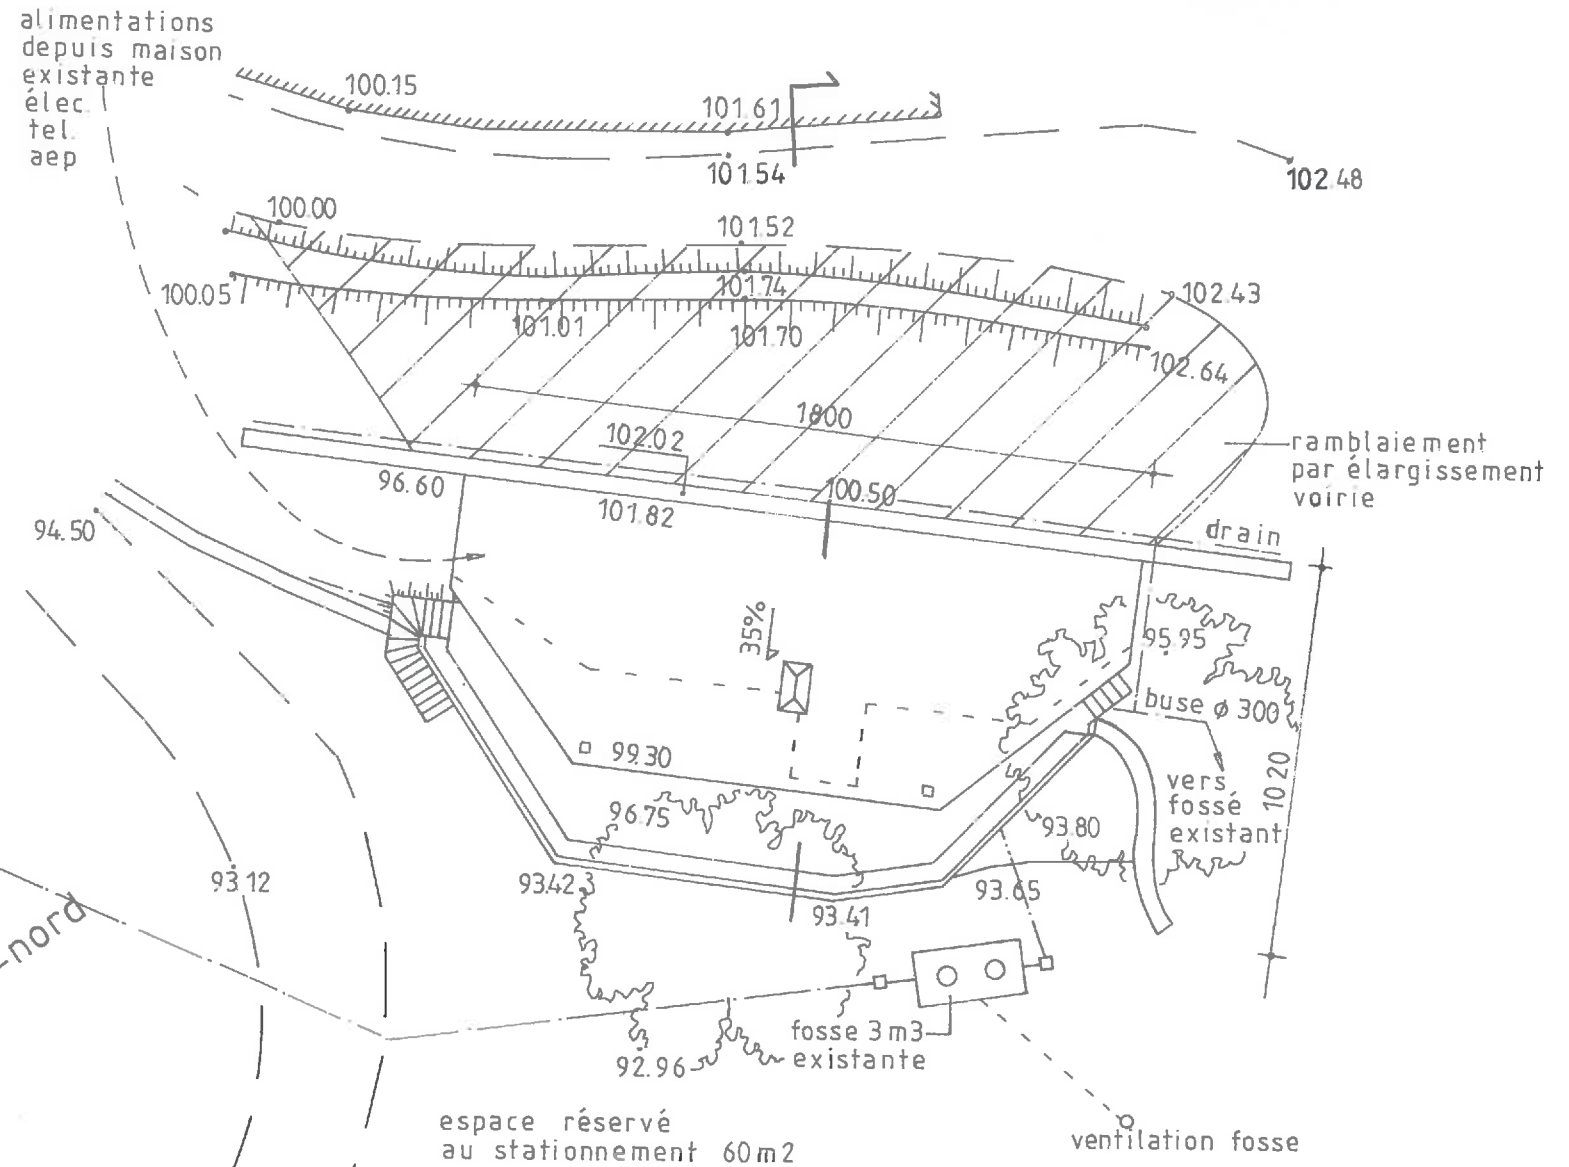 alimentations
depuis maison
existante
élec.
tel.
aep
100.15
101.61
101.54
102.48
100.00
101.52
100.05
101.74
101.01
101.70
102.43
102.64
1800
102.02
96.60
101.82
100.50
ramblaiement
par élargissement
voirie
drain
94.50
35%
95.95
buse ø 300
99.30
96.75
vers
fossé
existant
1020
93.80
93.12
93.42
93.41
93.65
-nord
fosse 3 m3
existante
92.96
espace réservé
au stationnement 60m2
ventilation fosse